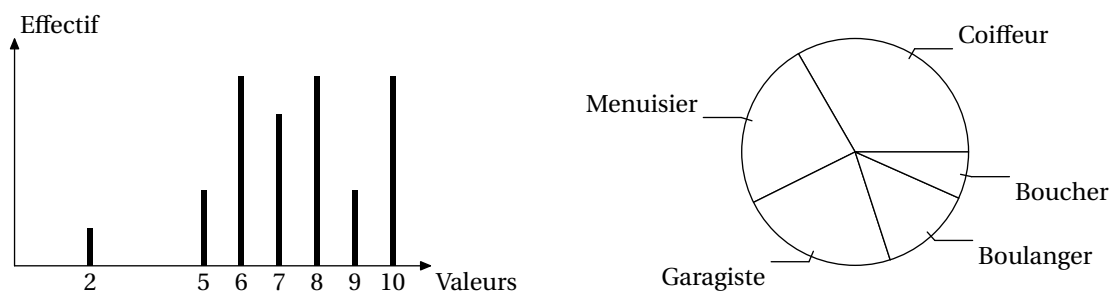 Effectif
2 5 6 7 8 9 10 Valeurs
Coiffeur
Menuisier
Boucher
Boulanger
Garagiste